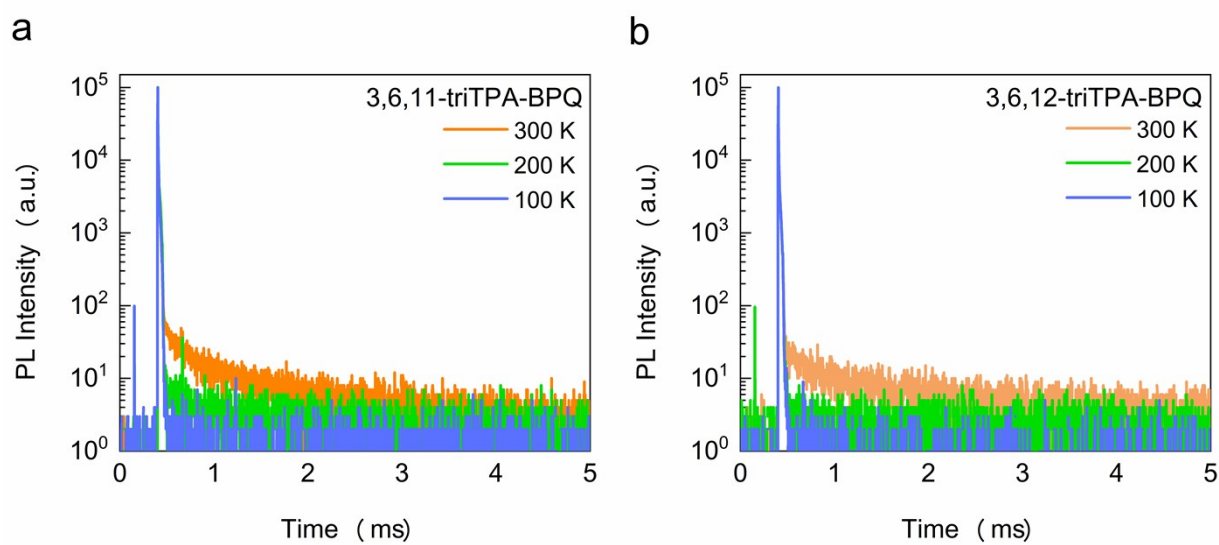 a
3,6,11-triTPA-BPQ
300 K
200 K
100 K
10^5
10^4
10^3
10^2
10^1
10^0
PL Intensity (a.u.)
0 1 2 3 4 5
Time (ms)
b
3,6,12-triTPA-BPQ
300 K
200 K
100 K
10^5
10^4
10^3
10^2
10^1
10^0
PL Intensity (a.u.)
0 1 2 3 4 5
Time (ms)